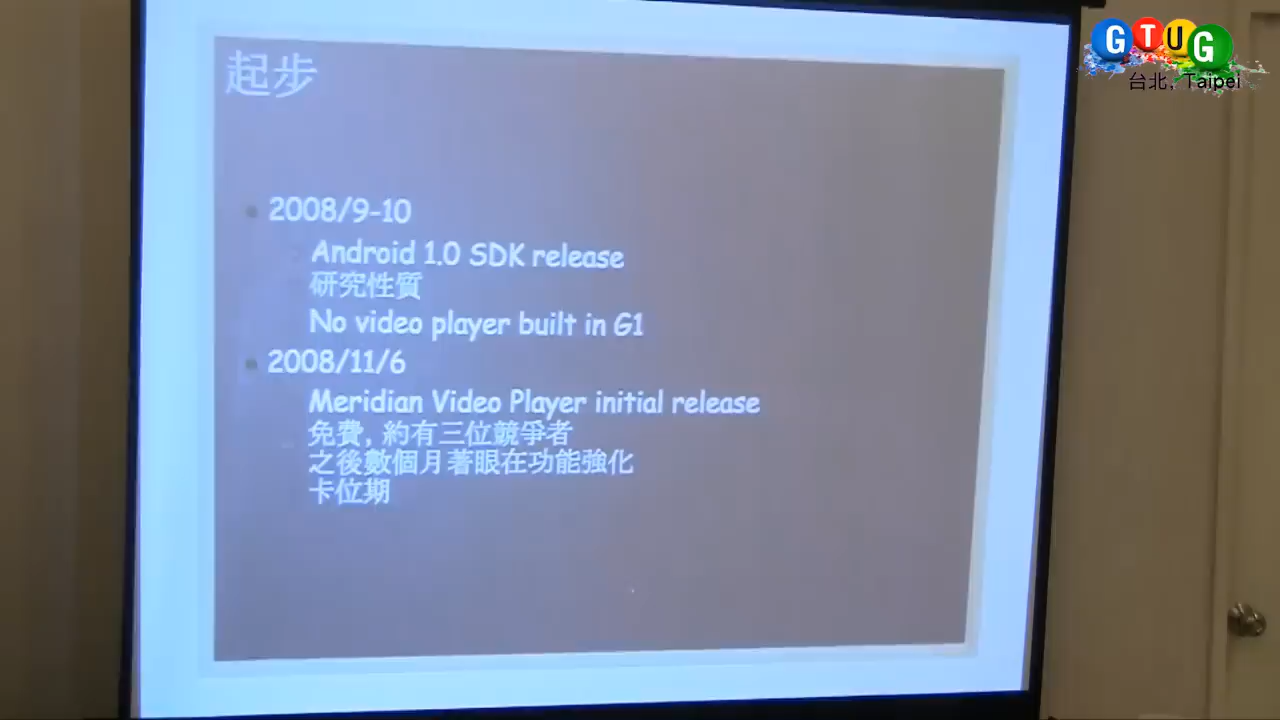 起步
2008/9-10
Android 1.0 SDK release
研究性質
No video player built in G1
2008/11/6
Meridian Video Player initial release
免費, 約有三位競爭者
之後數個月著眼在功能強化
卡位期
GTUG
台北, Taipei